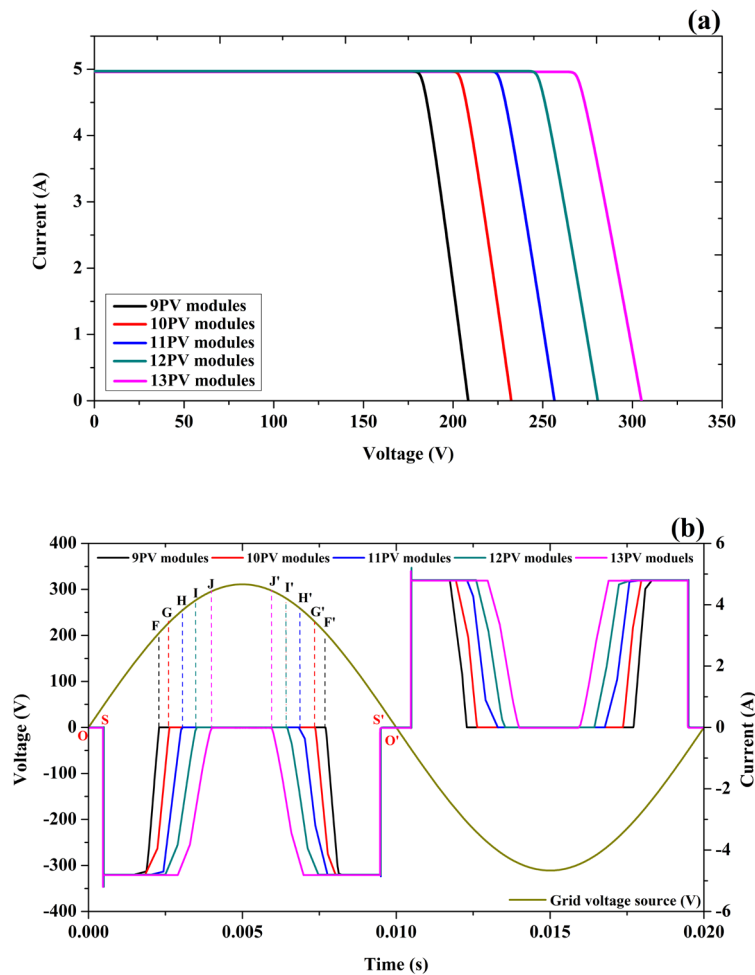 (a)
5
4
3
2
1
0
Current (A)
9PV modules
10PV modules
11PV modules
12PV modules
13PV modules
0 50 100 150 200 250 300 350
Voltage (V)
(b)
400
300
200
100
0
-100
-200
-300
-400
Voltage (V)
9PV modules 10PV modules 11PV modules 12PV modules 13PV moduels
F G H I J J' I' H' G' F'
O S S' O'
6
4
2
0
-2
-4
-6
Current (A)
Grid voltage source (V)
0.000 0.005 0.010 0.015 0.020
Time (s)